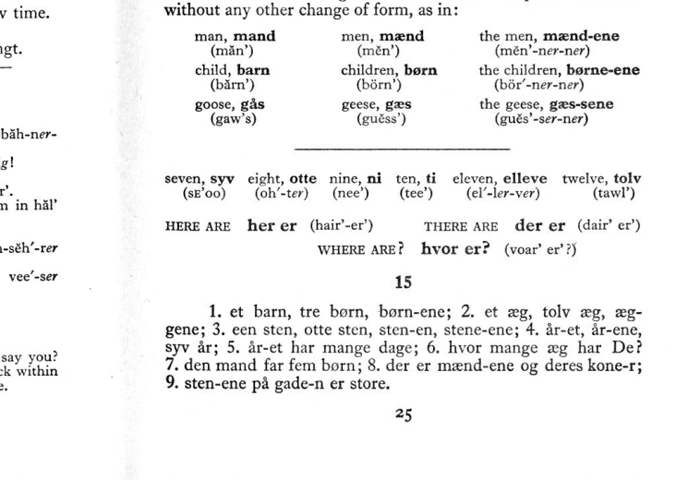 v time.
ngt.
băh-ner-
g!
r'.
m in hăl'
-sĕh'-rer
vee'-ser
say you?
ck within
e.
without any other change of form, as in:
man, mand men, mænd the men, mænd-ene
(măn') (mĕn') (mĕn'-ner-ner)
child, barn children, børn the children, børne-ene
(bărn') (börn') (bör'-ner-ner)
goose, gås geese, gæs the geese, gæs-sene
(gaw's) (guĕss') (guĕs'-ser-ner)
seven, syv eight, otte nine, ni ten, ti eleven, elleve twelve, tolv
(sE'oo) (oh'-ter) (nee') (tee') (el'-ler-ver) (tawl')
HERE ARE her er (hair'-er') THERE ARE der er (dair' er')
WHERE ARE? hvor er? (voar' er'?)
15
1. et barn, tre børn, børn-ene; 2. et æg, tolv æg, æg-
gene; 3. een sten, otte sten, sten-en, stene-ene; 4. år-et, år-ene,
syv år; 5. år-et har mange dage; 6. hvor mange æg har De?
7. den mand far fem børn; 8. der er mænd-ene og deres kone-r;
9. sten-ene på gade-n er store.
25